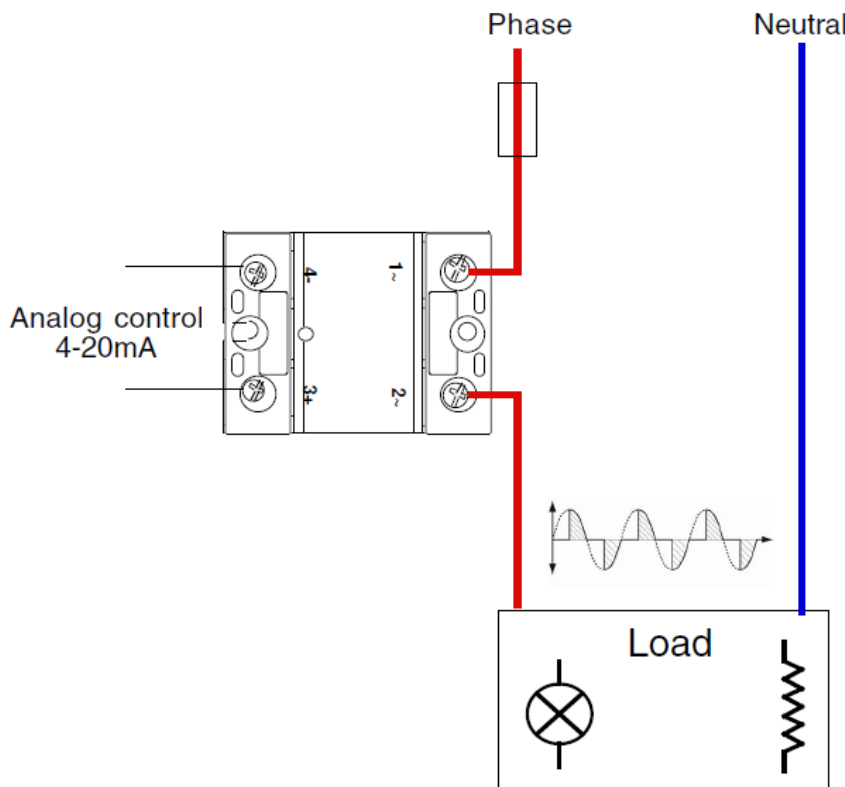 Phase
Neutral
4-
1~
Analog control
4-20mA
3+
2~
Load